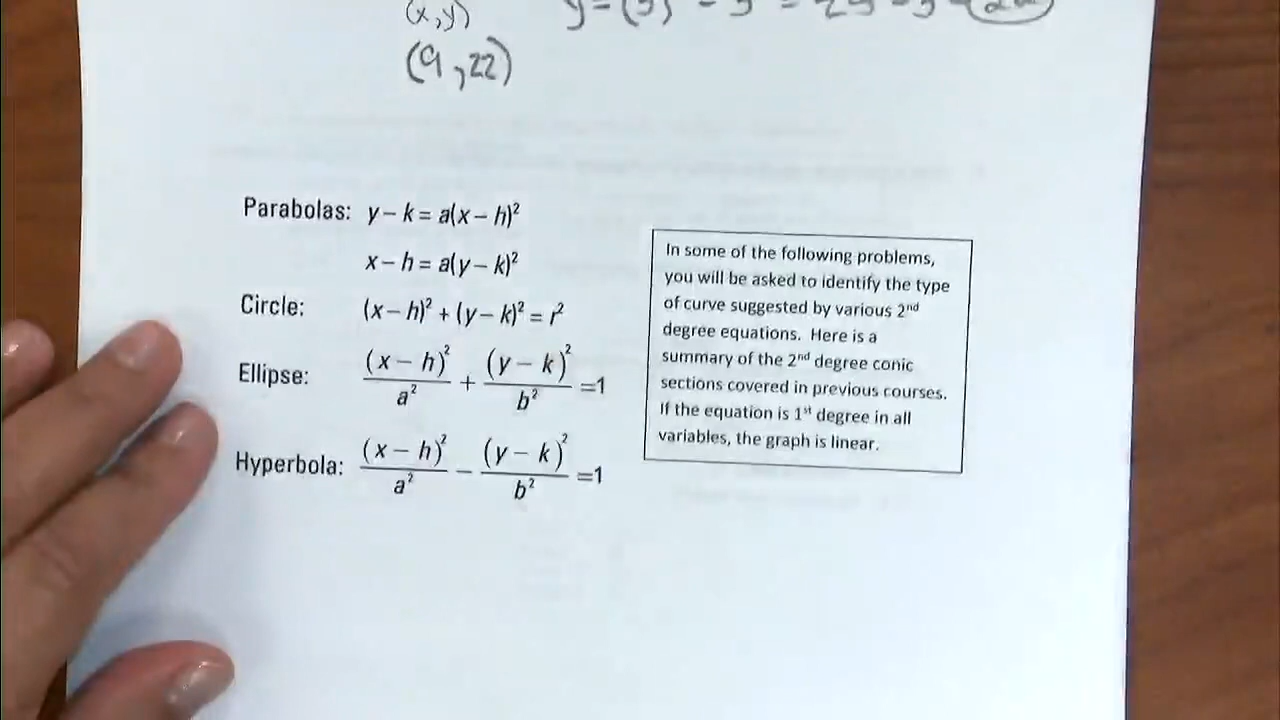 (x,y)
(9,22)
Parabolas: y – k = a(x – h)²
x – h = a(y – k)²
Circle: (x – h)² + (y – k)² = r²
Ellipse: (x – h)²/a² + (y – k)²/b² =1
Hyperbola: (x – h)²/a² – (y – k)²/b² =1
In some of the following problems,
you will be asked to identify the type
of curve suggested by various 2nd
degree equations. Here is a
summary of the 2nd degree conic
sections covered in previous courses.
If the equation is 1st degree in all
variables, the graph is linear.